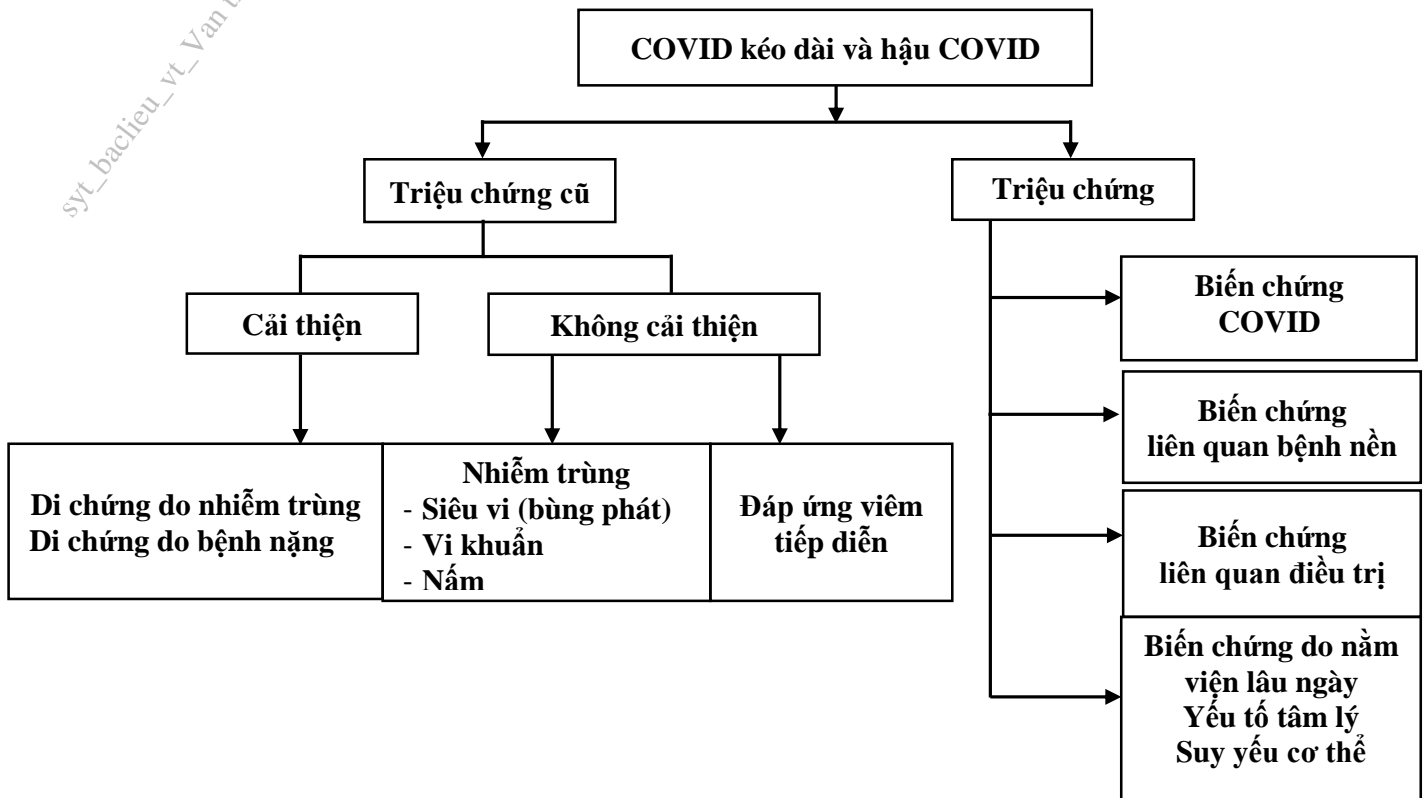 syt_baclieu_vt_Van
COVID kéo dài và hậu COVID
Triệu chứng cũ
Triệu chứng
Cải thiện
Không cải thiện
Biến chứng
COVID
Biến chứng
liên quan bệnh nền
Di chứng do nhiễm trùng
Di chứng do bệnh nặng
Nhiễm trùng
- Siêu vi (bùng phát)
- Vi khuẩn
- Nấm
Đáp ứng viêm
tiếp diễn
Biến chứng
liên quan điều trị
Biến chứng do nằm
viện lâu ngày
Yếu tố tâm lý
Suy yếu cơ thể